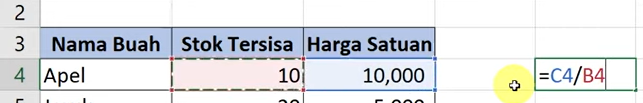 2
3 Nama Buah Stok Tersisa Harga Satuan
4 Apel 10 10,000 =C4/B4